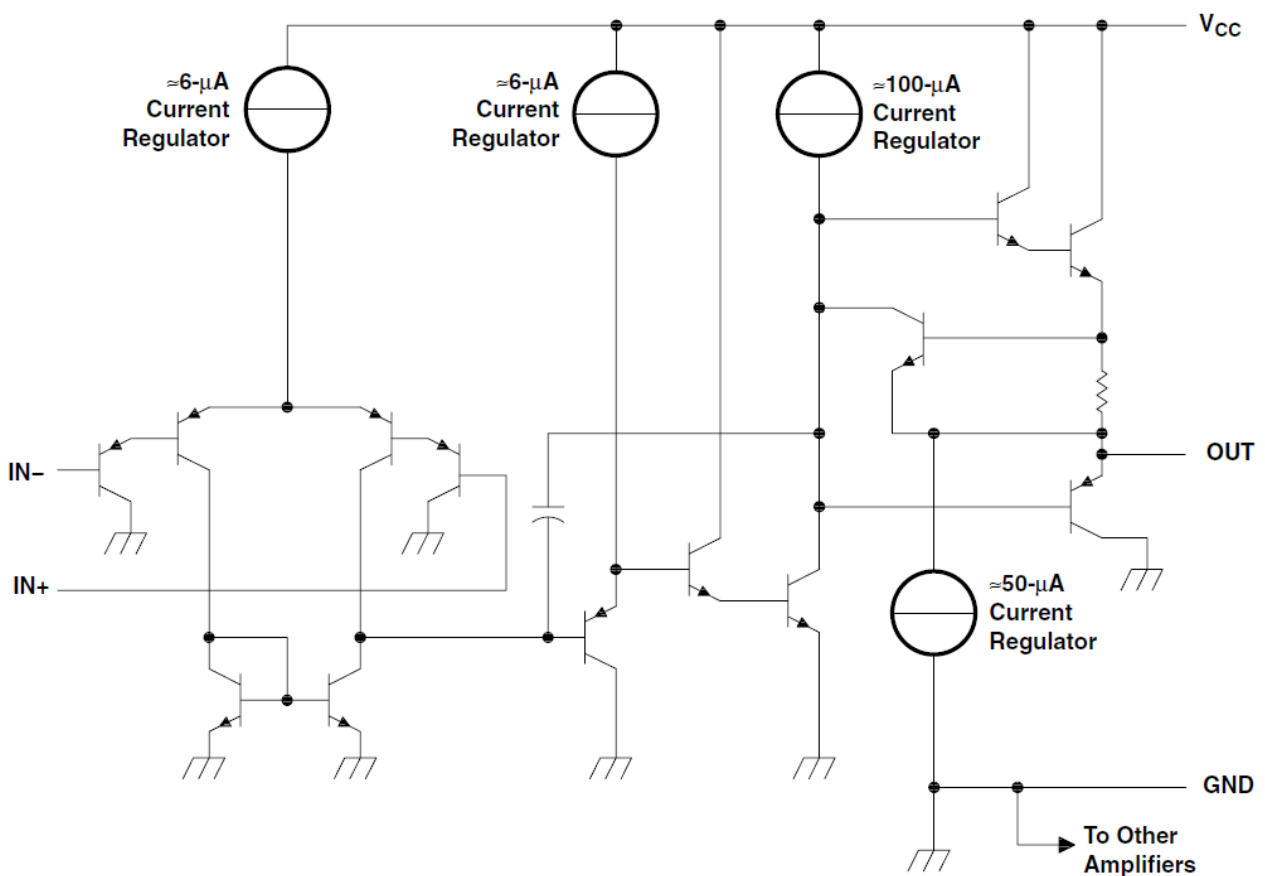 VCC
≈6-μA
Current
Regulator
≈6-μA
Current
Regulator
≈100-μA
Current
Regulator
IN−
OUT
IN+
≈50-μA
Current
Regulator
GND
To Other
Amplifiers